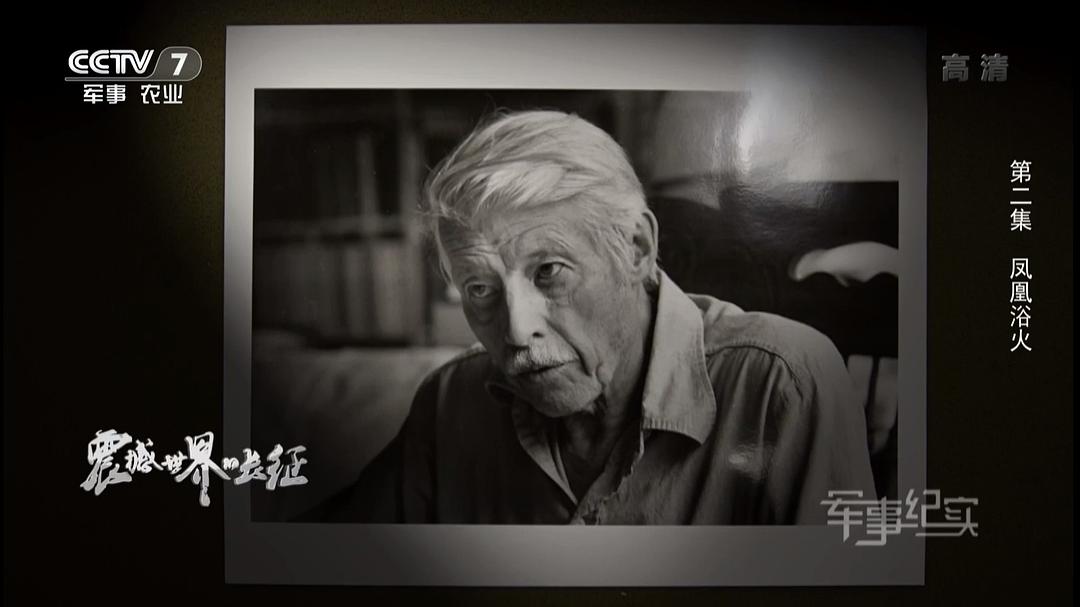 CCTV 7
军事 农业
高清
第二集 凤凰浴火
震撼世界的长征
军事纪实